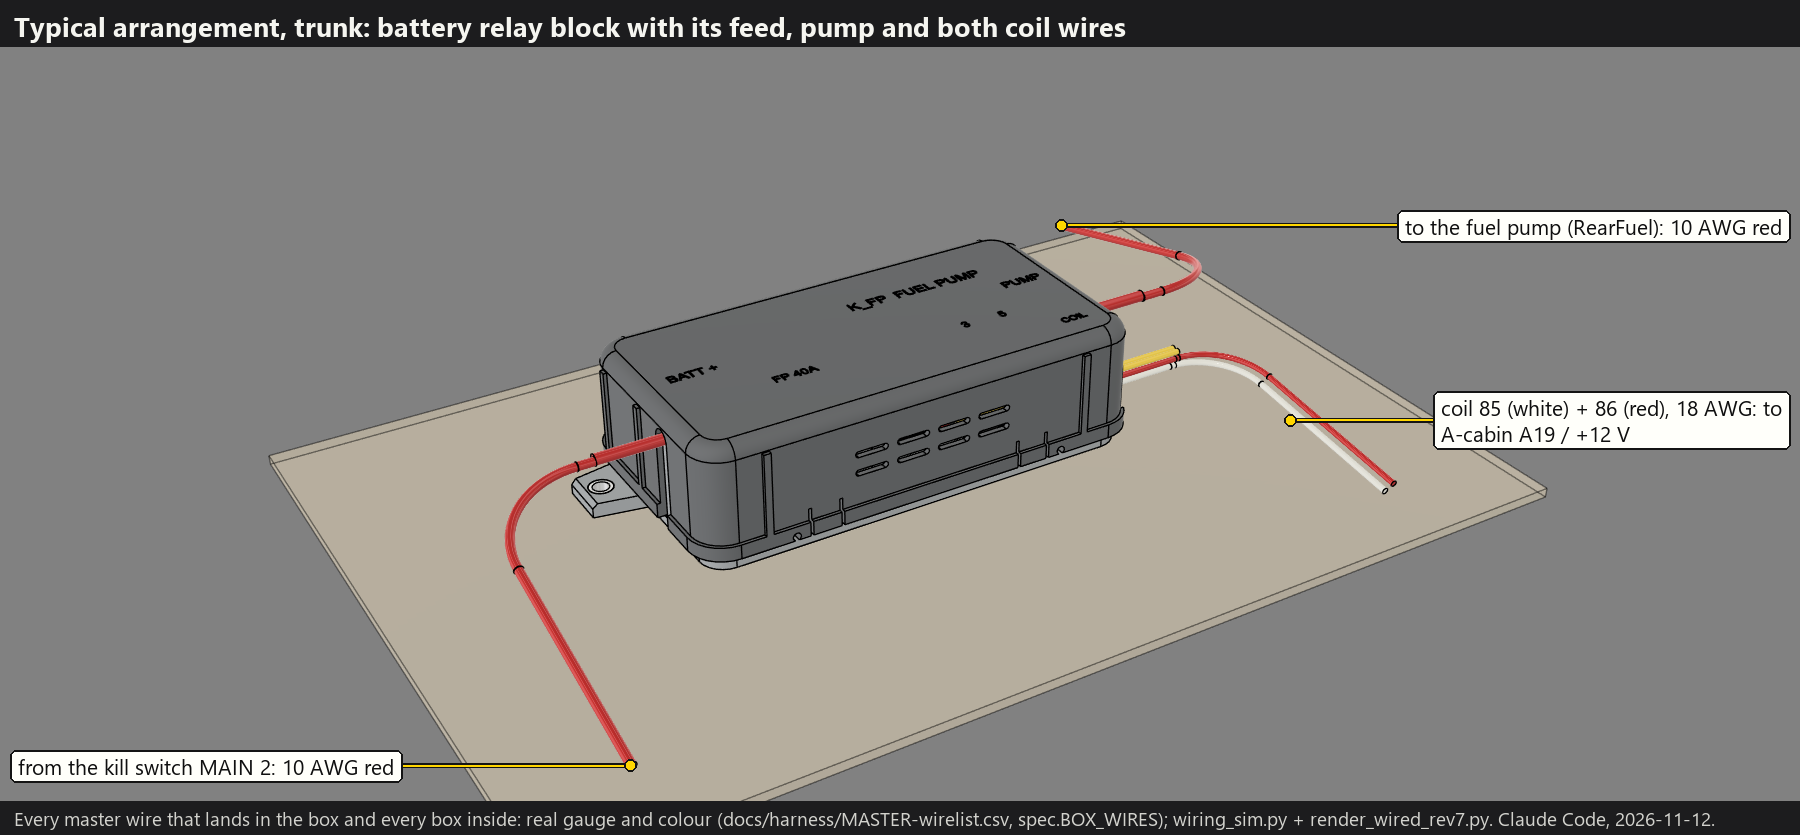 Typical arrangement, trunk: battery relay block with its feed, pump and both coil wires
to the fuel pump (RearFuel): 10 AWG red
K_FP FUEL PUMP
PUMP
3 5
COIL
BATT +
FP 40A
coil 85 (white) + 86 (red), 18 AWG: to
A-cabin A19 / +12 V
from the kill switch MAIN 2: 10 AWG red
Every master wire that lands in the box and every box inside: real gauge and colour (docs/harness/MASTER-wirelist.csv, spec.BOX_WIRES); wiring_sim.py + render_wired_rev7.py. Claude Code, 2026-11-12.